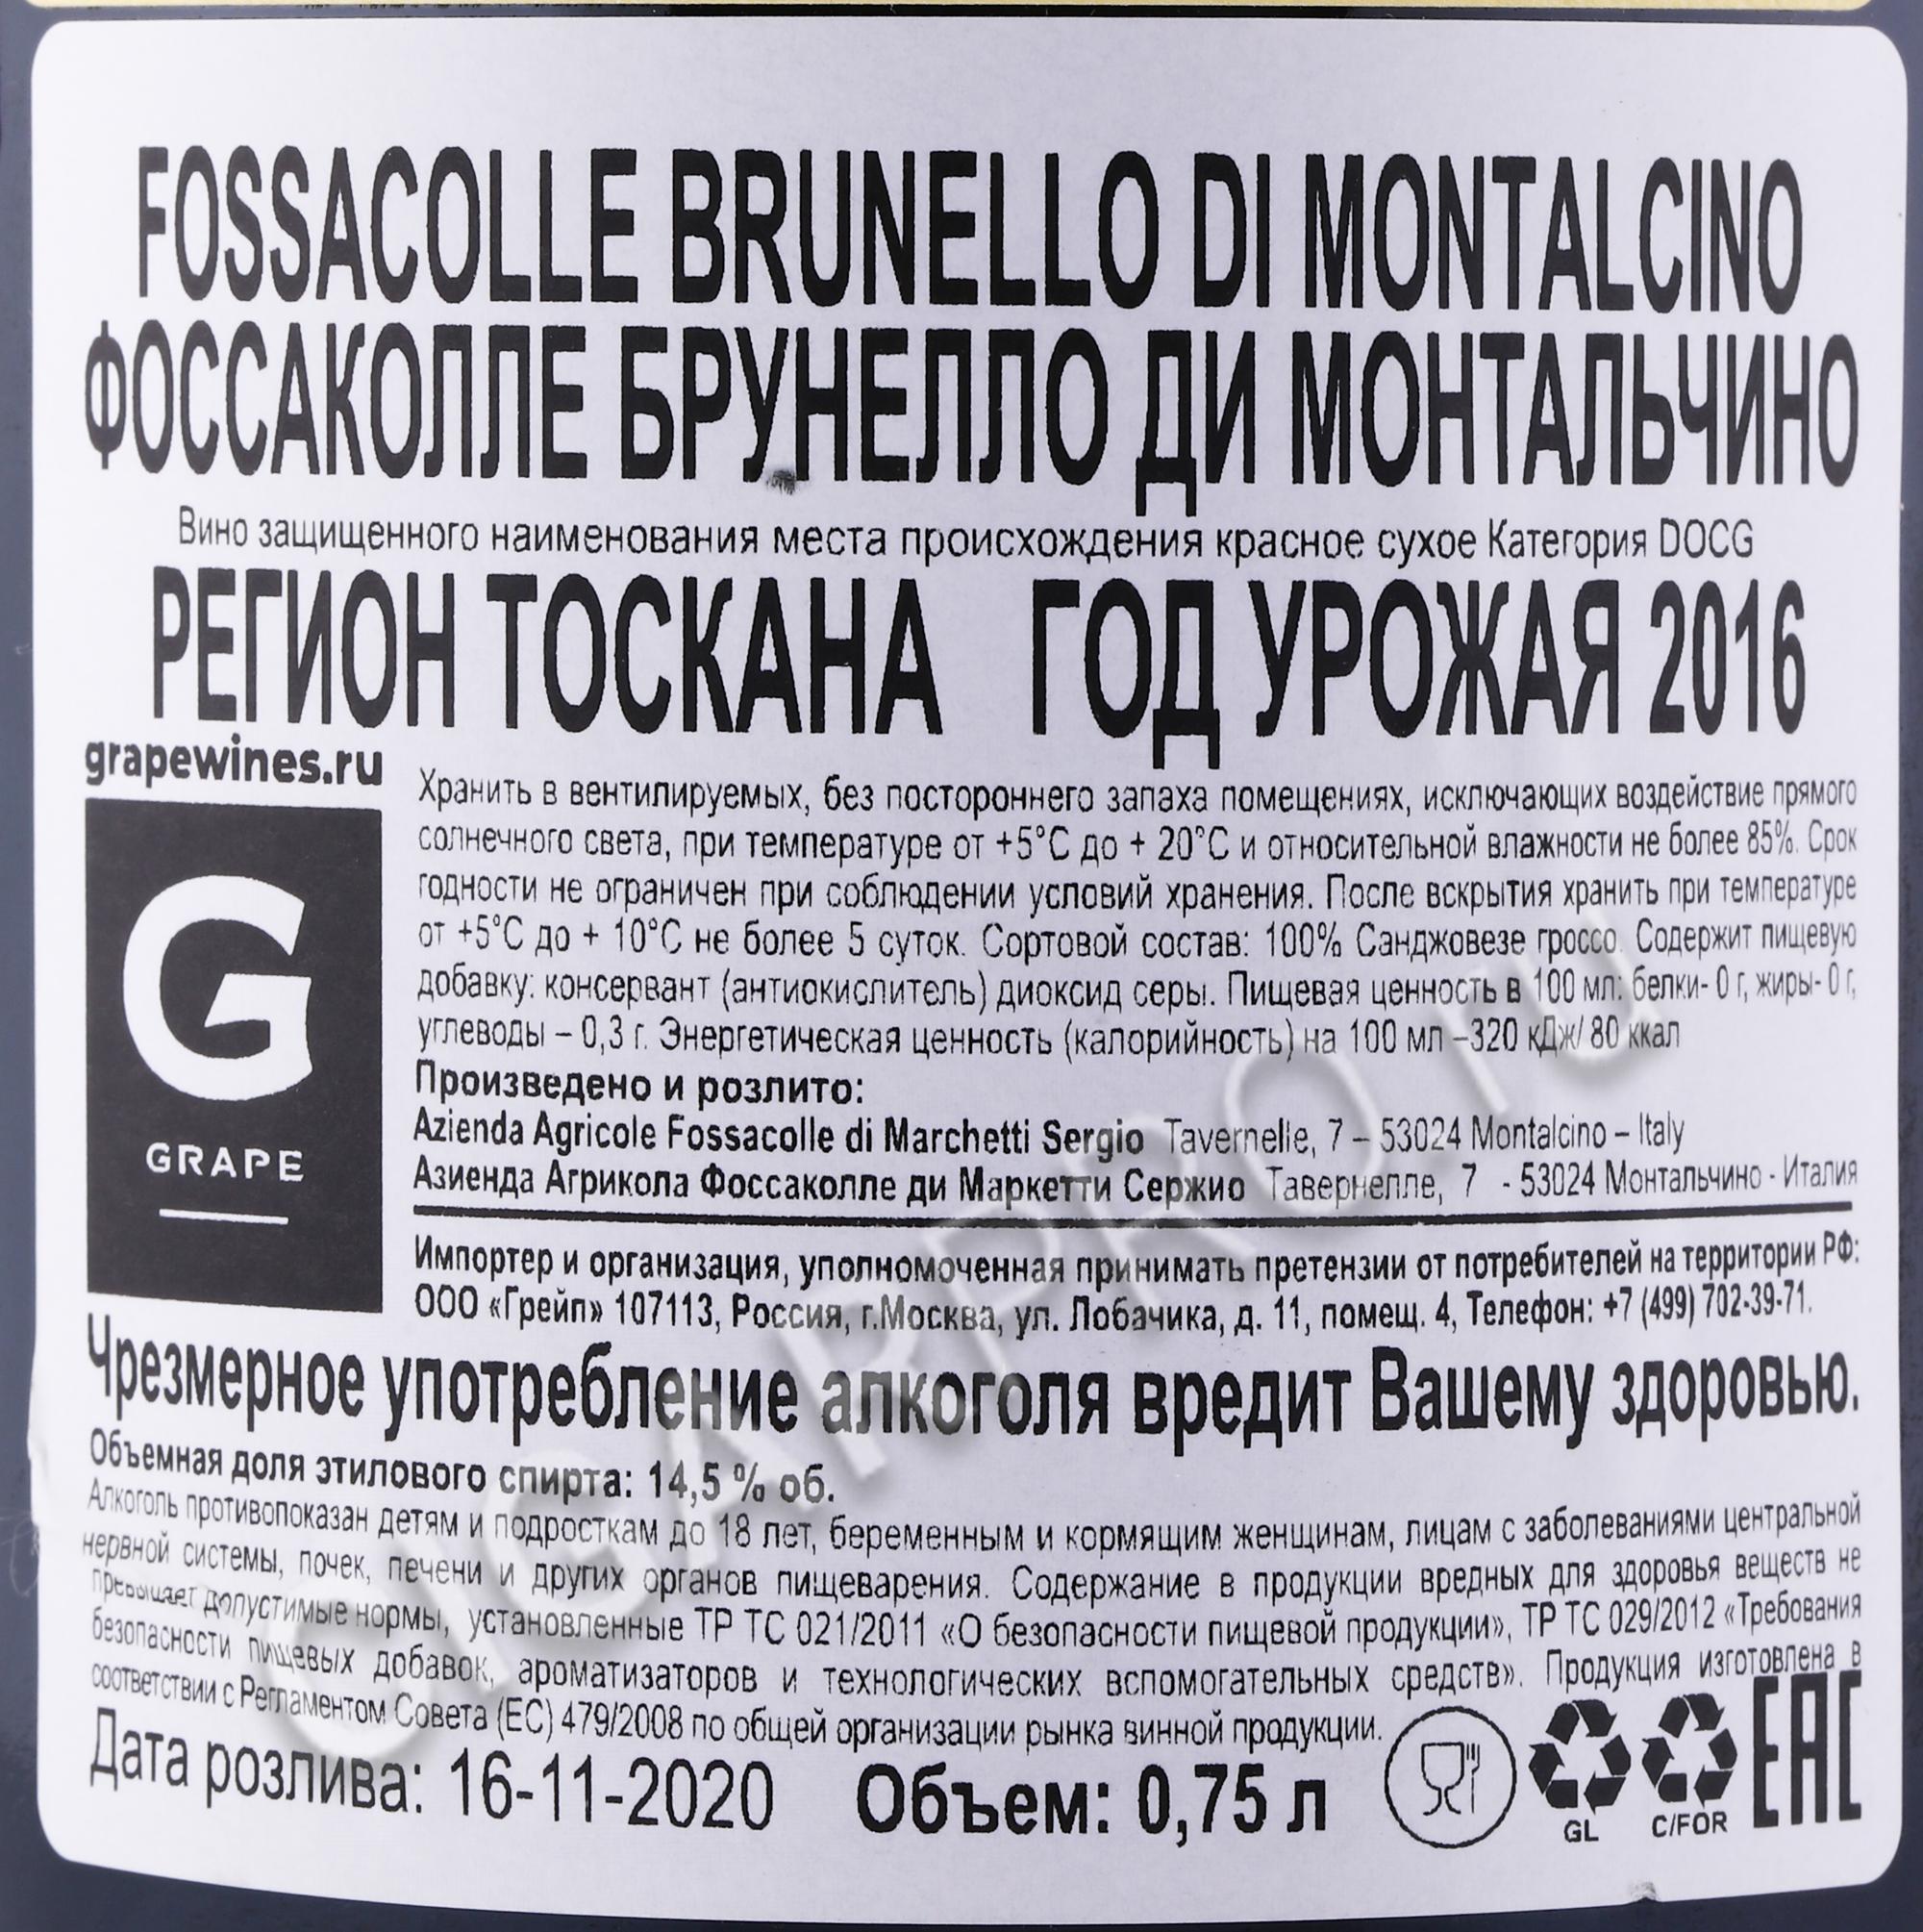 FOSSACOLLE BRUNELLO DI MONTALCINO
ФОССАКОЛЛЕ БРУНЕЛЛО ДИ МОНТАЛЬЧИНО
Вино защищенного наименования места происхождения красное сухое Категория DOCG
РЕГИОН ТОСКАНА ГОД УРОЖАЯ 2016
grapewines.ru
G
GRAPE
Хранить в вентилируемых, без постороннего запаха помещениях, исключающих воздействие прямого
солнечного света, при температуре от +5°C до + 20°C и относительной влажности не более 85%. Срок
годности не ограничен при соблюдении условий хранения. После вскрытия хранить при температуре
от +5°C до + 10°C не более 5 суток. Сортовой состав: 100% Санджовезе гроссо. Содержит пищевую
добавку: консервант (антиокислитель) диоксид серы. Пищевая ценность в 100 мл: белки- 0 г, жиры- 0 г,
углеводы – 0,3 г. Энергетическая ценность (калорийность) на 100 мл –320 кДж/ 80 ккал
Произведено и розлито:
Azienda Agricole Fossacolle di Marchetti Sergio Tavernelle, 7 – 53024 Montalcino – Italy
Азиенда Агрикола Фоссаколле ди Маркетти Сержио Тавернелле, 7 - 53024 Монтальчино - Италия
Импортер и организация, уполномоченная принимать претензии от потребителей на территории РФ:
ООО «Грейп» 107113, Россия, г.Москва, ул. Лобачика, д. 11, помещ. 4, Телефон: +7 (499) 702-39-71.
Чрезмерное употребление алкоголя вредит Вашему здоровью.
Объемная доля этилового спирта: 14,5 % об.
Алкоголь противопоказан детям и подросткам до 18 лет, беременным и кормящим женщинам, лицам с заболеваниями центральной
нервной системы, почек, печени и других органов пищеварения. Содержание в продукции вредных для здоровья веществ не
превышает допустимые нормы, установленные ТР ТС 021/2011 «О безопасности пищевой продукции», ТР ТС 029/2012 «Требования
безопасности пищевых добавок, ароматизаторов и технологических вспомогательных средств». Продукция изготовлена в
соответствии с Регламентом Совета (ЕС) 479/2008 по общей организации рынка винной продукции.
Дата розлива: 16-11-2020 Объем: 0,75 л
GL
C/FOR
EAC
CIGARPRO.ru